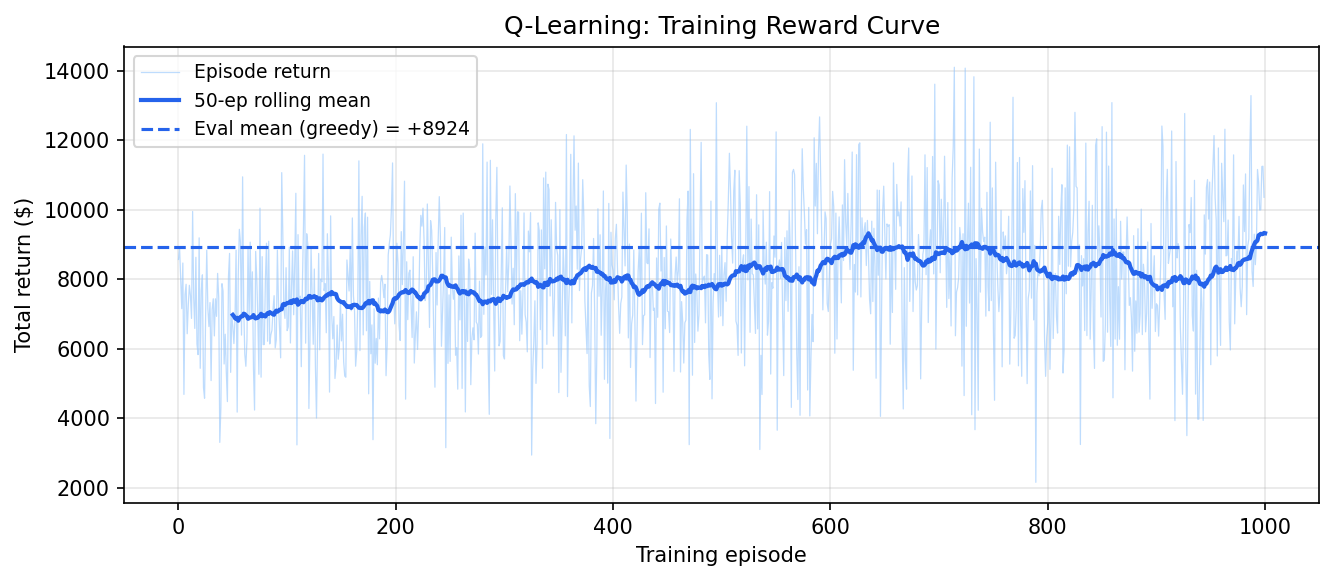 Q-Learning: Training Reward Curve
Episode return
50-ep rolling mean
Eval mean (greedy) = +8924
Total return ($)
14000
12000
10000
8000
6000
4000
2000
0 200 400 600 800 1000
Training episode